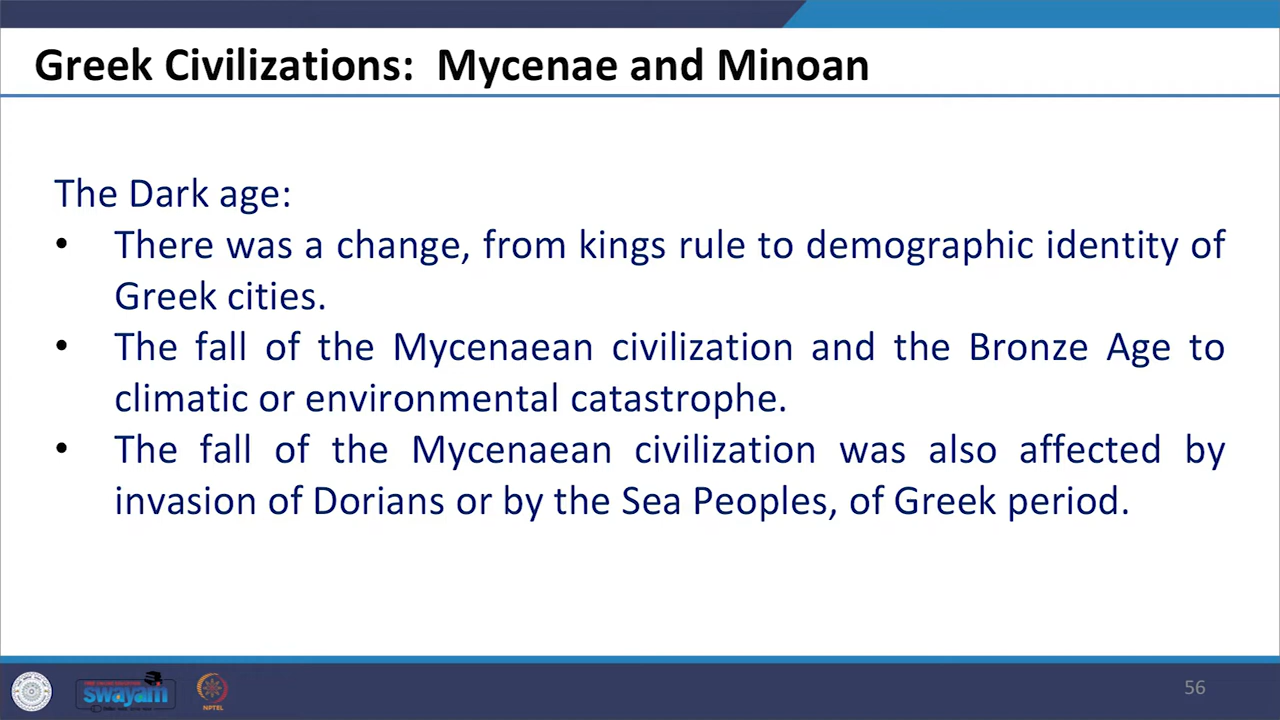 Greek Civilizations: Mycenae and Minoan
The Dark age:
• There was a change, from kings rule to demographic identity of
Greek cities.
• The fall of the Mycenaean civilization and the Bronze Age to
climatic or environmental catastrophe.
• The fall of the Mycenaean civilization was also affected by
invasion of Dorians or by the Sea Peoples, of Greek period.
swayam
NPTEL
56